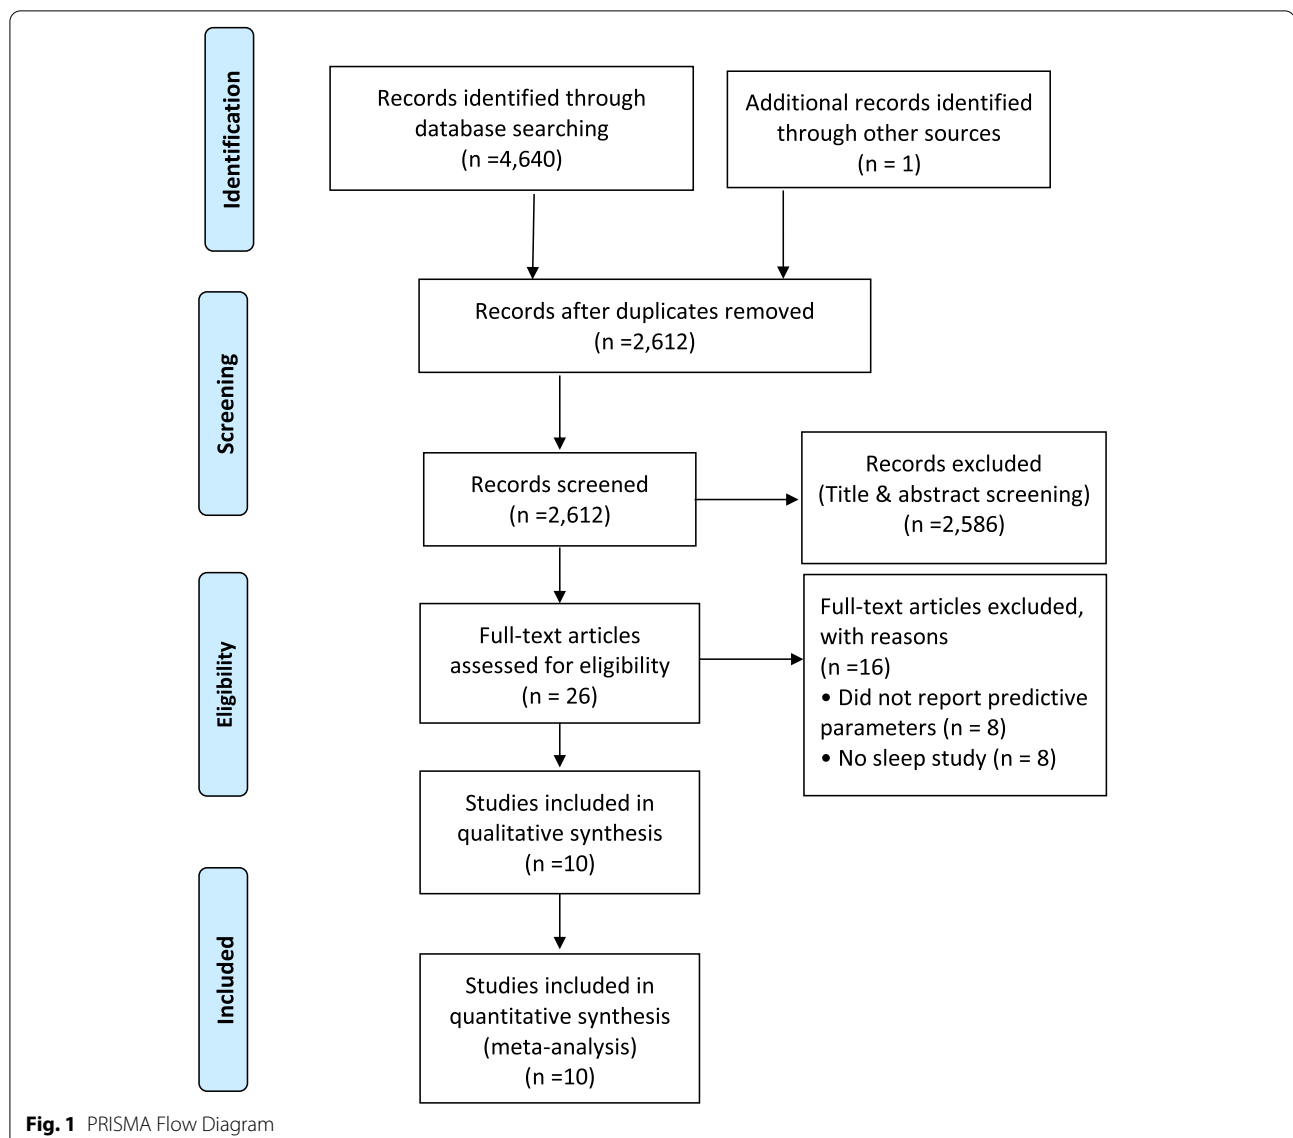 Identification
Records identified through
database searching
(n =4,640)
Additional records identified
through other sources
(n = 1)
Screening
Records after duplicates removed
(n =2,612)
Records screened
(n =2,612)
Records excluded
(Title & abstract screening)
(n =2,586)
Eligibility
Full-text articles
assessed for eligibility
(n = 26)
Full-text articles excluded,
with reasons
(n =16)
• Did not report predictive
parameters (n = 8)
• No sleep study (n = 8)
Studies included in
qualitative synthesis
(n =10)
Included
Studies included in
quantitative synthesis
(meta-analysis)
(n =10)
Fig. 1 PRISMA Flow Diagram